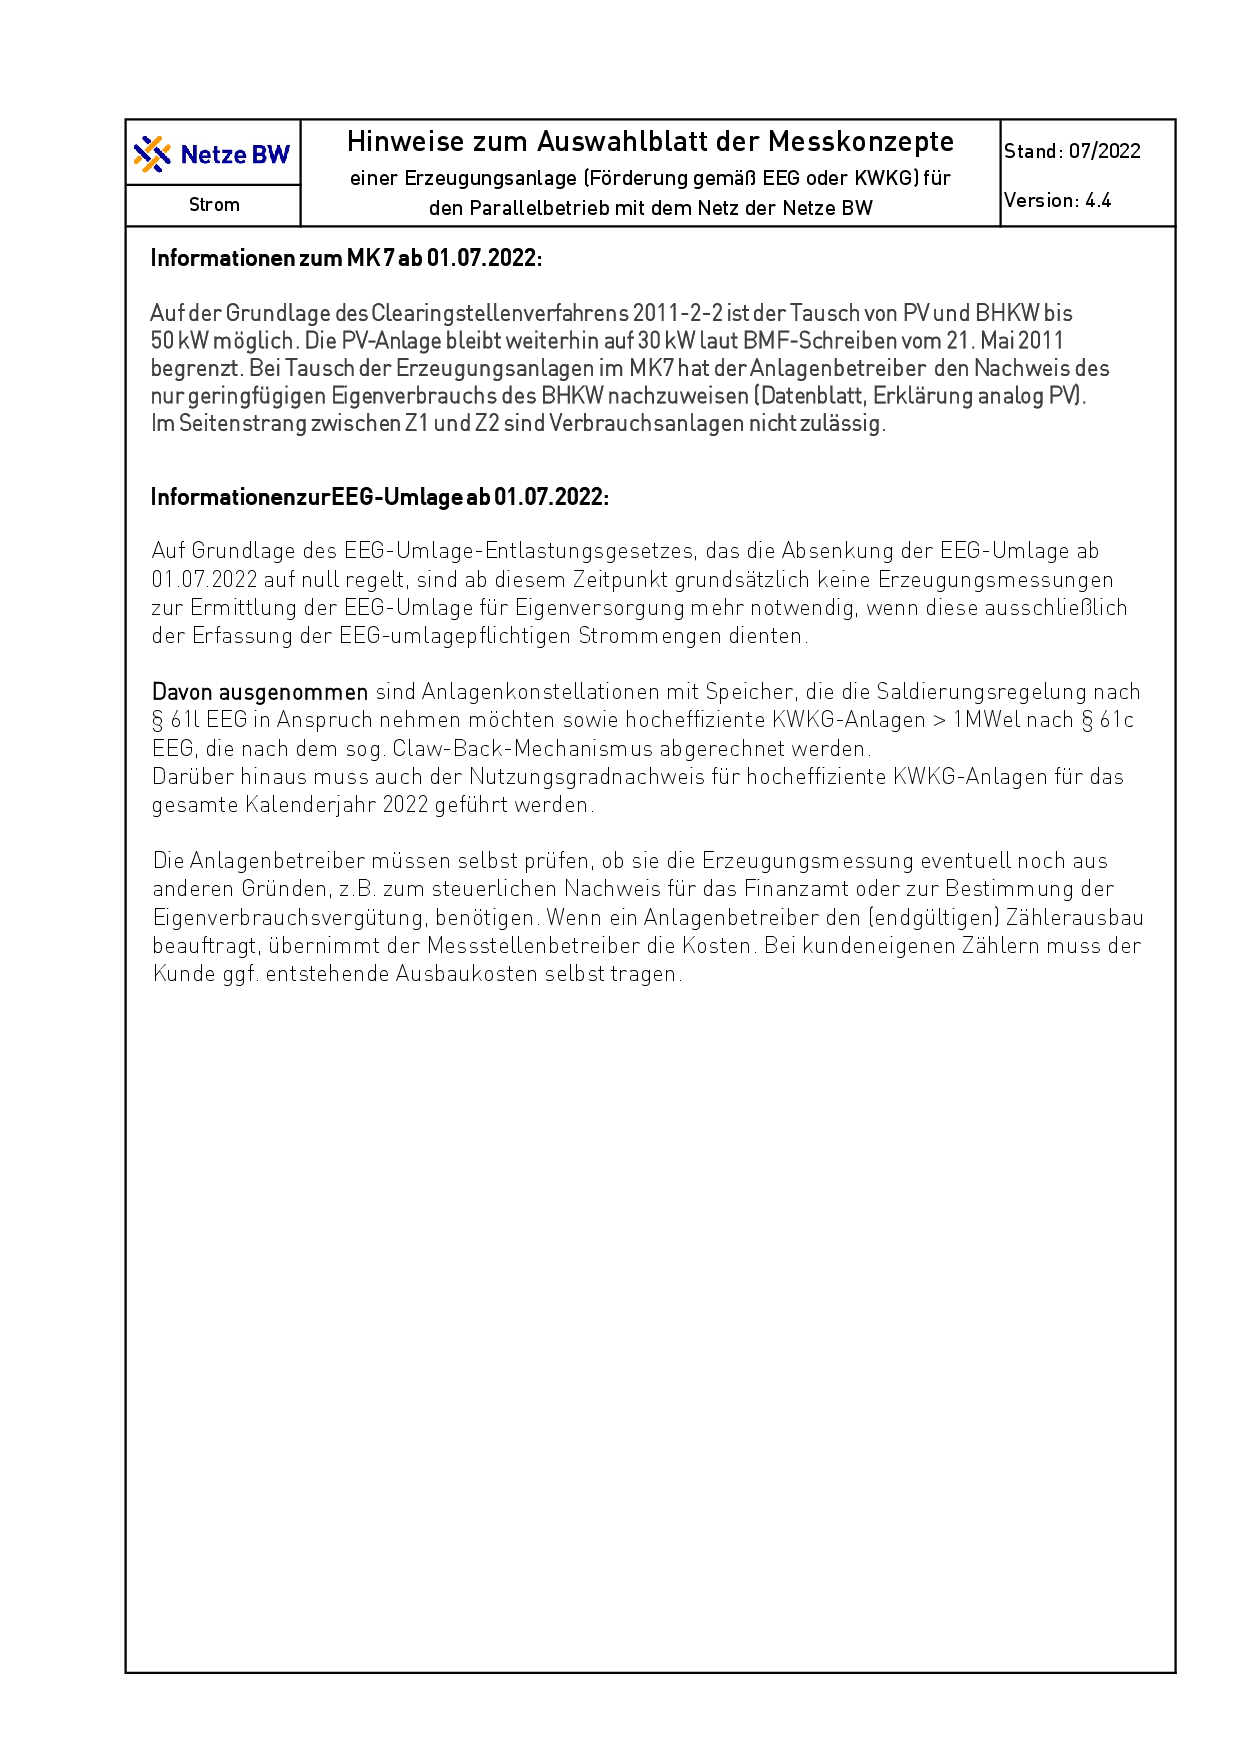 Netze BW
Strom
Hinweise zum Auswahlblatt der Messkonzepte
einer Erzeugungsanlage (Förderung gemäß EEG oder KWKG) für
den Parallelbetrieb mit dem Netz der Netze BW
Stand: 07/2022
Version: 4.4
Informationen zum MK7 ab 01.07.2022:
Auf der Grundlage des Clearingstellenverfahrens 2011-2-2 ist der Tausch von PV und BHKW bis
50 kW möglich. Die PV-Anlage bleibt weiterhin auf 30 kW laut BMF-Schreiben vom 21. Mai 2011
begrenzt. Bei Tausch der Erzeugungsanlagen im MK7 hat der Anlagenbetreiber den Nachweis des
nur geringfügigen Eigenverbrauchs des BHKW nachzuweisen (Datenblatt, Erklärung analog PV).
Im Seitenstrang zwischen Z1 und Z2 sind Verbrauchsanlagen nicht zulässig.
Informationen zur EEG-Umlage ab 01.07.2022:
Auf Grundlage des EEG-Umlage-Entlastungsgesetzes, das die Absenkung der EEG-Umlage ab
01.07.2022 auf null regelt, sind ab diesem Zeitpunkt grundsätzlich keine Erzeugungsmessungen
zur Ermittlung der EEG-Umlage für Eigenversorgung mehr notwendig, wenn diese ausschließlich
der Erfassung der EEG-umlagepflichtigen Strommengen dienten.
Davon ausgenommen sind Anlagenkonstellationen mit Speicher, die die Saldierungsregelung nach
§ 61l EEG in Anspruch nehmen möchten sowie hocheffiziente KWKG-Anlagen > 1MWel nach § 61c
EEG, die nach dem sog. Claw-Back-Mechanismus abgerechnet werden.
Darüber hinaus muss auch der Nutzungsgradnachweis für hocheffiziente KWKG-Anlagen für das
gesamte Kalenderjahr 2022 geführt werden.
Die Anlagenbetreiber müssen selbst prüfen, ob sie die Erzeugungsmessung eventuell noch aus
anderen Gründen, z.B. zum steuerlichen Nachweis für das Finanzamt oder zur Bestimmung der
Eigenverbrauchsvergütung, benötigen. Wenn ein Anlagenbetreiber den (endgültigen) Zählerausbau
beauftragt, übernimmt der Messstellenbetreiber die Kosten. Bei kundeneigenen Zählern muss der
Kunde ggf. entstehende Ausbaukosten selbst tragen.